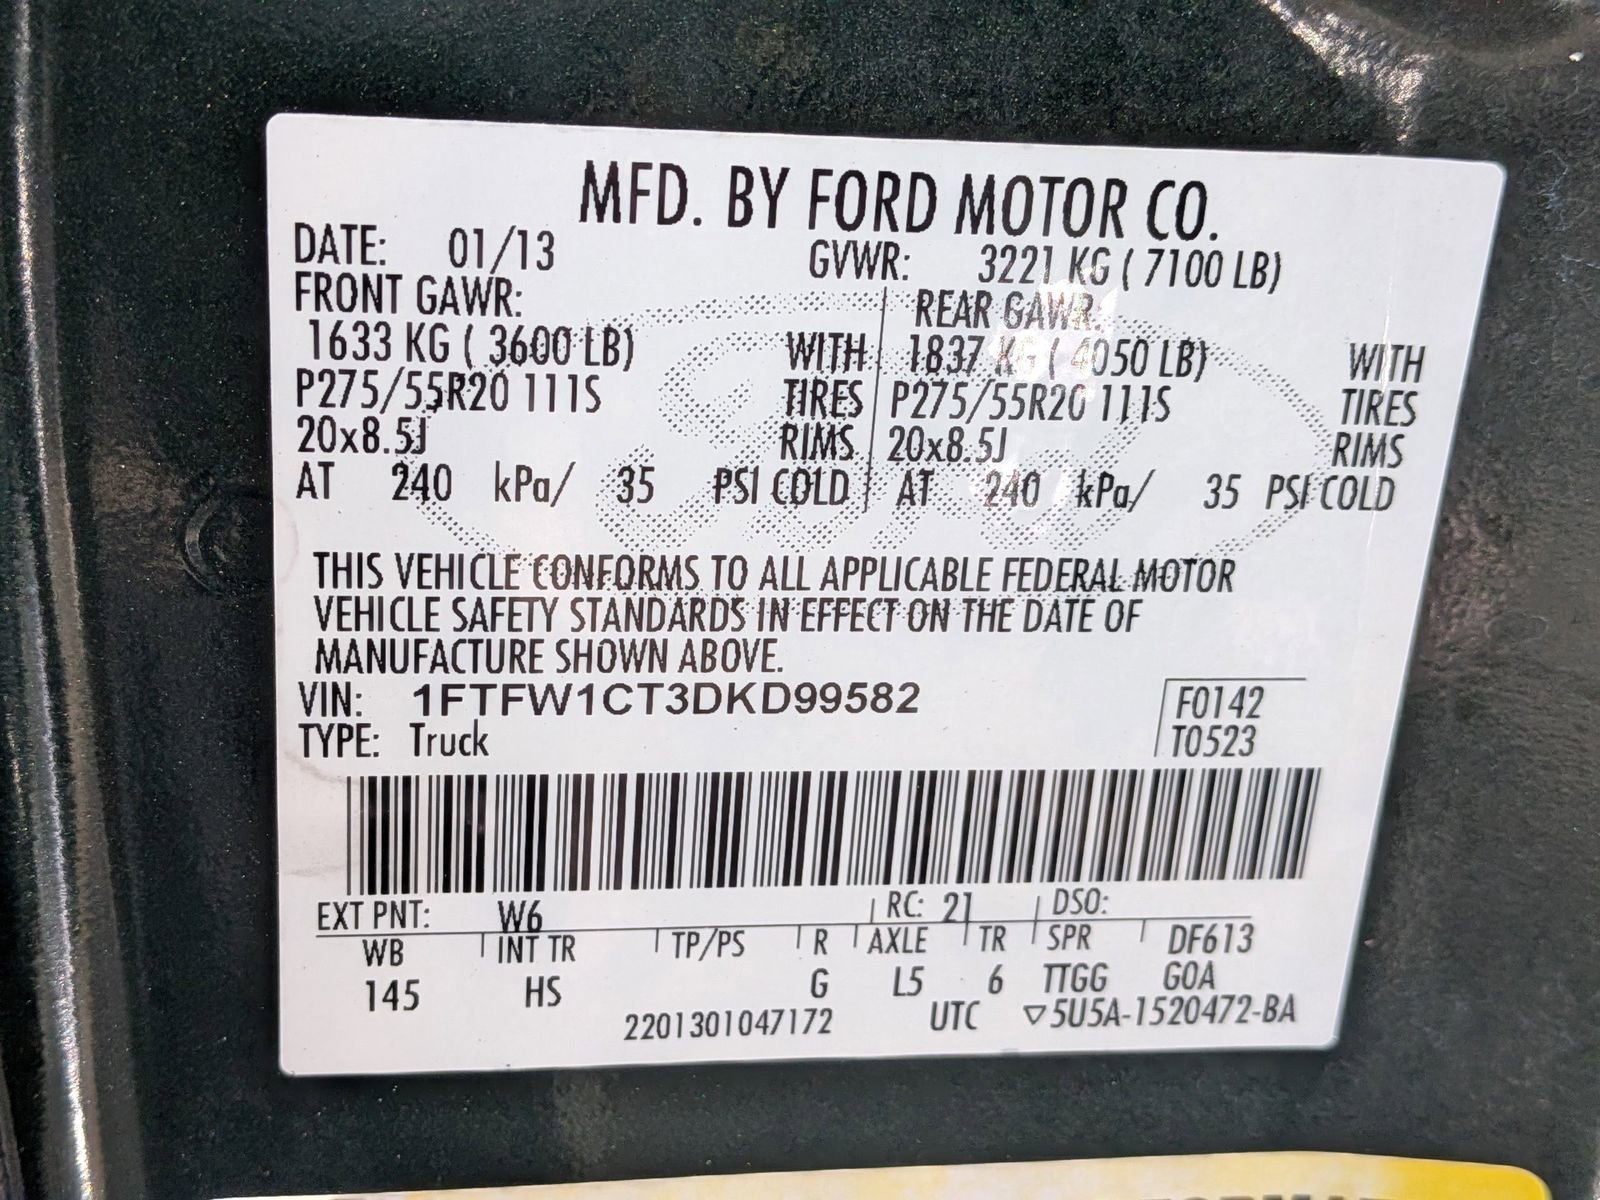 MFD. BY FORD MOTOR CO.
DATE: 01/13 GVWR: 3221 KG ( 7100 LB)
FRONT GAWR: REAR GAWR:
1633 KG ( 3600 LB) WITH 1837 KG ( 4050 LB) WITH
P275/55R20 111S TIRES P275/55R20 111S TIRES
20x8.5J RIMS 20x8.5J RIMS
AT 240 kPa/ 35 PSI COLD AT 240 kPa/ 35 PSI COLD
THIS VEHICLE CONFORMS TO ALL APPLICABLE FEDERAL MOTOR
VEHICLE SAFETY STANDARDS IN EFFECT ON THE DATE OF
MANUFACTURE SHOWN ABOVE.
VIN: 1FTFW1CT3DKD99582 F0142
TYPE: Truck T0523
EXT PNT: W6 RC: 21 DSO:
WB INT TR TP/PS R AXLE TR SPR DF613
145 HS G L5 6 TTGG GOA
2201301047172 UTC ▽5U5A-1520472-BA